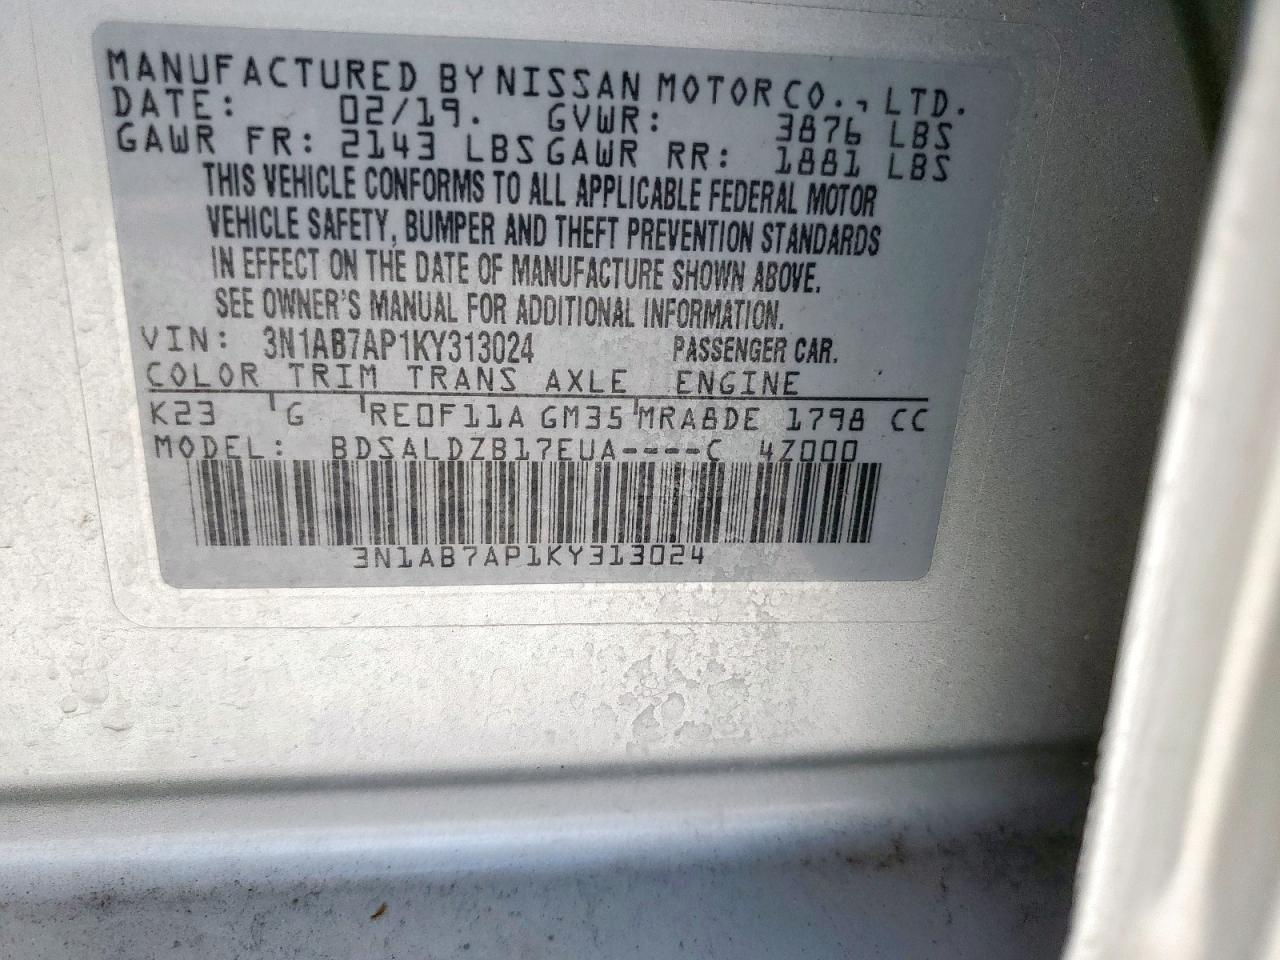 MANUFACTURED BY NISSAN MOTOR CO., LTD.
DATE: 02/19. GVWR: 3876 LBS
GAWR FR: 2143 LBS GAWR RR: 1881 LBS
THIS VEHICLE CONFORMS TO ALL APPLICABLE FEDERAL MOTOR
VEHICLE SAFETY, BUMPER AND THEFT PREVENTION STANDARDS
IN EFFECT ON THE DATE OF MANUFACTURE SHOWN ABOVE.
SEE OWNER'S MANUAL FOR ADDITIONAL INFORMATION.
VIN: 3N1AB7AP1KY313024 PASSENGER CAR.
COLOR TRIM TRANS AXLE ENGINE
K23 G RE0F11A GM35 MRA8DE 1798 CC
MODEL: BDSALDZB17EUA----C 4Z000
3N1AB7AP1KY313024